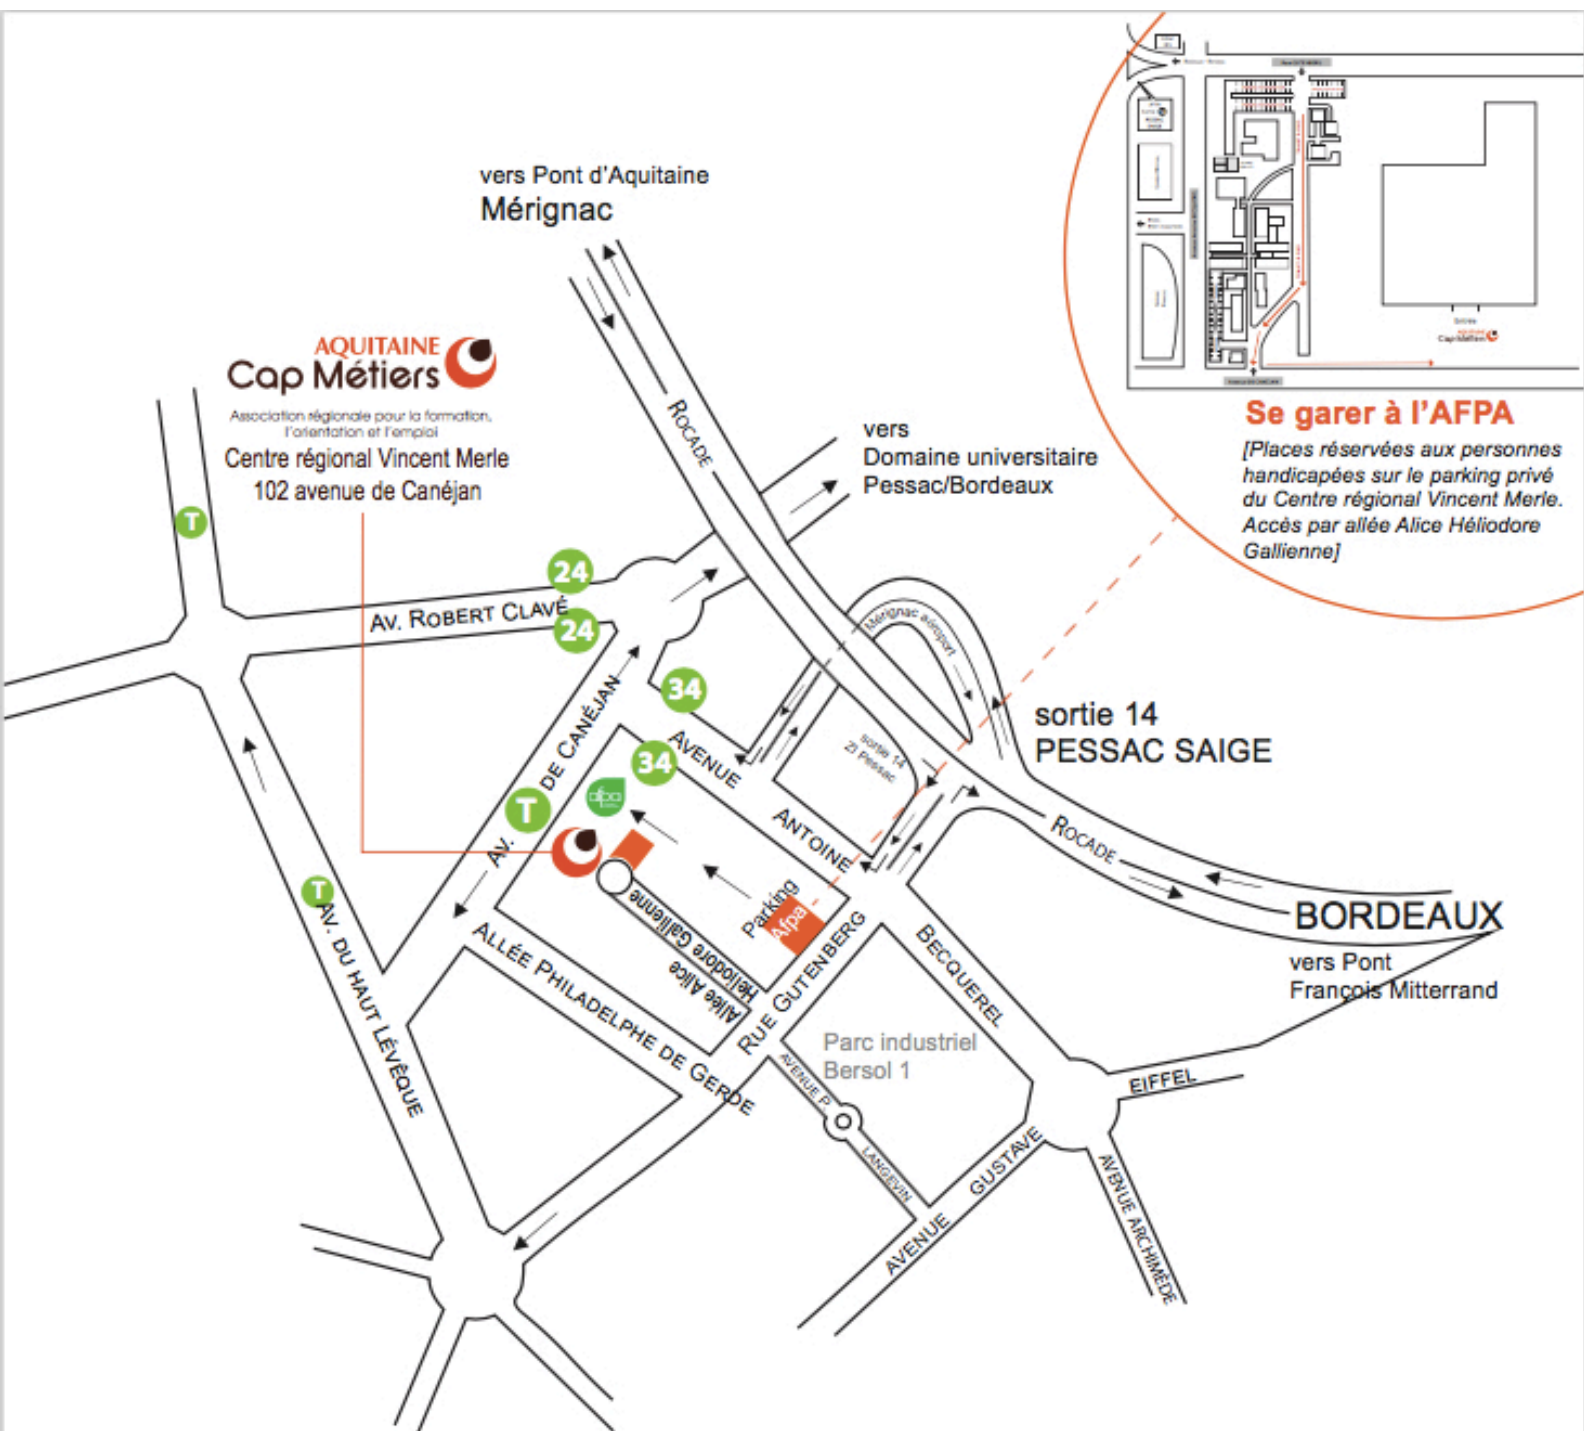 vers Pont d'Aquitaine
Mérignac
AQUITAINE
Cap Métiers
Association régionale pour la formation,
l'orientation et l'emploi
Centre régional Vincent Merle
102 avenue de Canéjan
ROCADE
vers
Domaine universitaire
Pessac/Bordeaux
Se garer à l'AFPA
[Places réservées aux personnes
handicapées sur le parking privé
du Centre régional Vincent Merle.
Accès par allée Alice Héliodore
Gallienne]
Entrée
AQUITAINE
Cap Métiers
T
24
AV. ROBERT CLAVÉ
24
Mérignac aéroport
34
AV. DE CANÉJAN
34
AVENUE ANTOINE BECQUEREL
sortie 14
ZI Pessac
sortie 14
PESSAC SAIGE
afpa
T
ROCADE
T
Parking
Afpa
Allée Alice
Héliodore Gallienne
BORDEAUX
vers Pont
François Mitterrand
AV. DU HAUT LÉVÊQUE
ALLÉE PHILADELPHE DE GERDE
RUE GUTENBERG
Parc industriel
Bersol 1
AVENUE P. LANGEVIN
AVENUE GUSTAVE EIFFEL
AVENUE ARCHIMÈDE